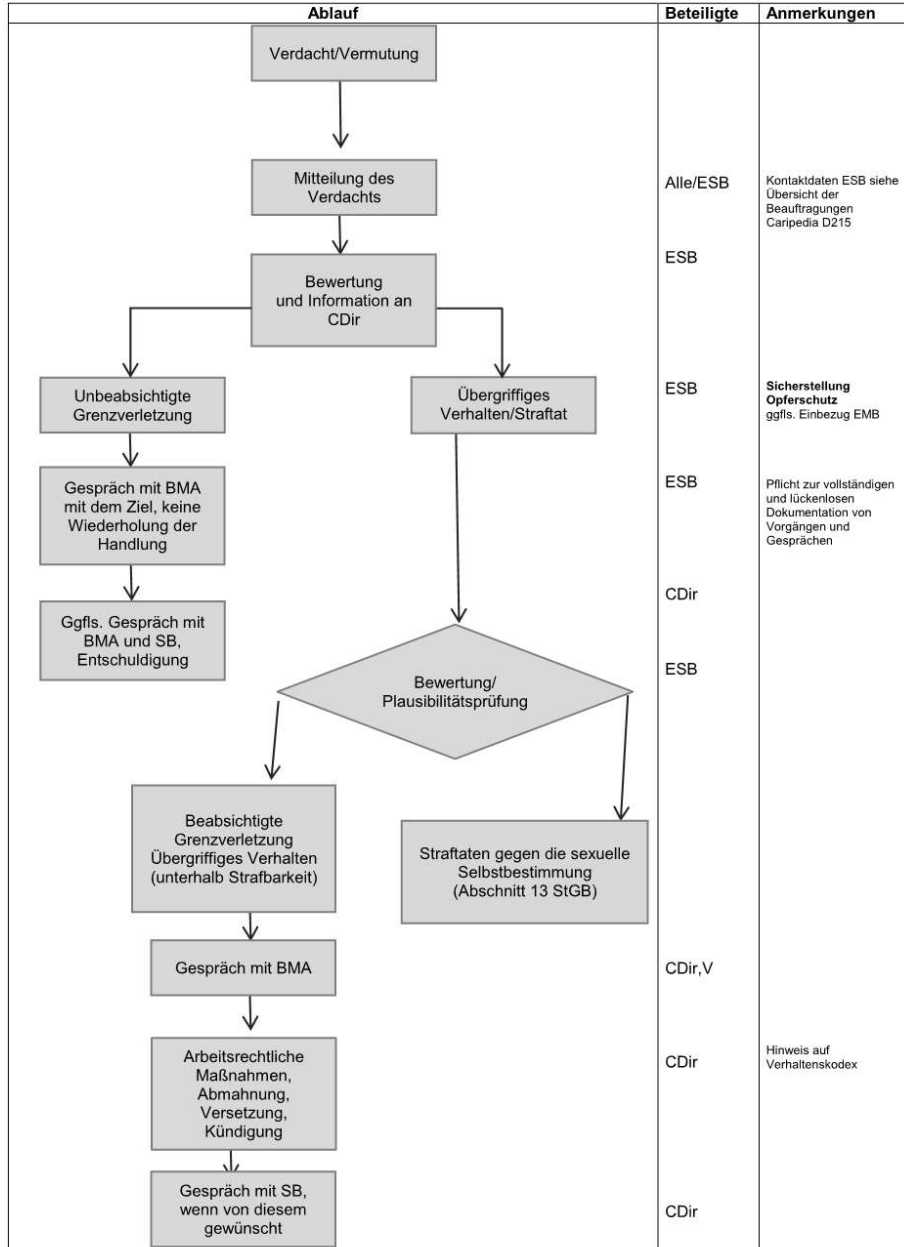 Ablauf
Beteiligte
Anmerkungen
Verdacht/Vermutung
Mitteilung des
Verdachts
Alle/ESB
Kontaktdaten ESB siehe
Übersicht der
Beauftragungen
Caripedia D215
Bewertung
und Information an
CDir
ESB
Unbeabsichtigte
Grenzverletzung
Übergriffiges
Verhalten/Straftat
ESB
Sicherstellung
Opferschutz
ggfls. Einbezug EMB
Gespräch mit BMA
mit dem Ziel, keine
Wiederholung der
Handlung
ESB
Pflicht zur vollständigen
und lückenlosen
Dokumentation von
Vorgängen und
Gesprächen
CDir
Ggfls. Gespräch mit
BMA und SB,
Entschuldigung
Bewertung/
Plausibilitätsprüfung
ESB
Beabsichtigte
Grenzverletzung
Übergriffiges Verhalten
(unterhalb Strafbarkeit)
Straftaten gegen die sexuelle
Selbstbestimmung
(Abschnitt 13 StGB)
Gespräch mit BMA
CDir,V
Arbeitsrechtliche
Maßnahmen,
Abmahnung,
Versetzung,
Kündigung
CDir
Hinweis auf
Verhaltenskodex
Gespräch mit SB,
wenn von diesem
gewünscht
CDir